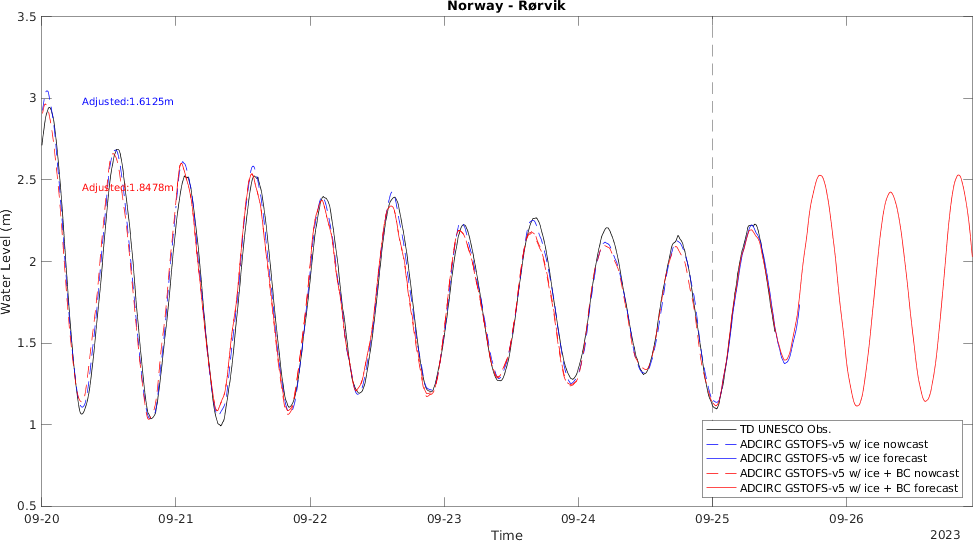 Norway - Rørvik
3.5
3
2.5
2
1.5
1
0.5
Water Level (m)
Adjusted:1.6125m
Adjusted:1.8478m
TD UNESCO Obs.
ADCIRC GSTOFS-v5 w/ ice nowcast
ADCIRC GSTOFS-v5 w/ ice forecast
ADCIRC GSTOFS-v5 w/ ice + BC nowcast
ADCIRC GSTOFS-v5 w/ ice + BC forecast
09-20 09-21 09-22 09-23 09-24 09-25 09-26
Time
2023